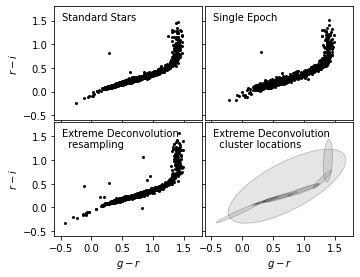 Standard Stars
Single Epoch
1.5
1.0
0.5
0.0
−0.5
r − i
Extreme Deconvolution
resampling
Extreme Deconvolution
cluster locations
1.5
1.0
0.5
0.0
−0.5
r − i
−0.5 0.0 0.5 1.0 1.5
−0.5 0.0 0.5 1.0 1.5
g − r
g − r